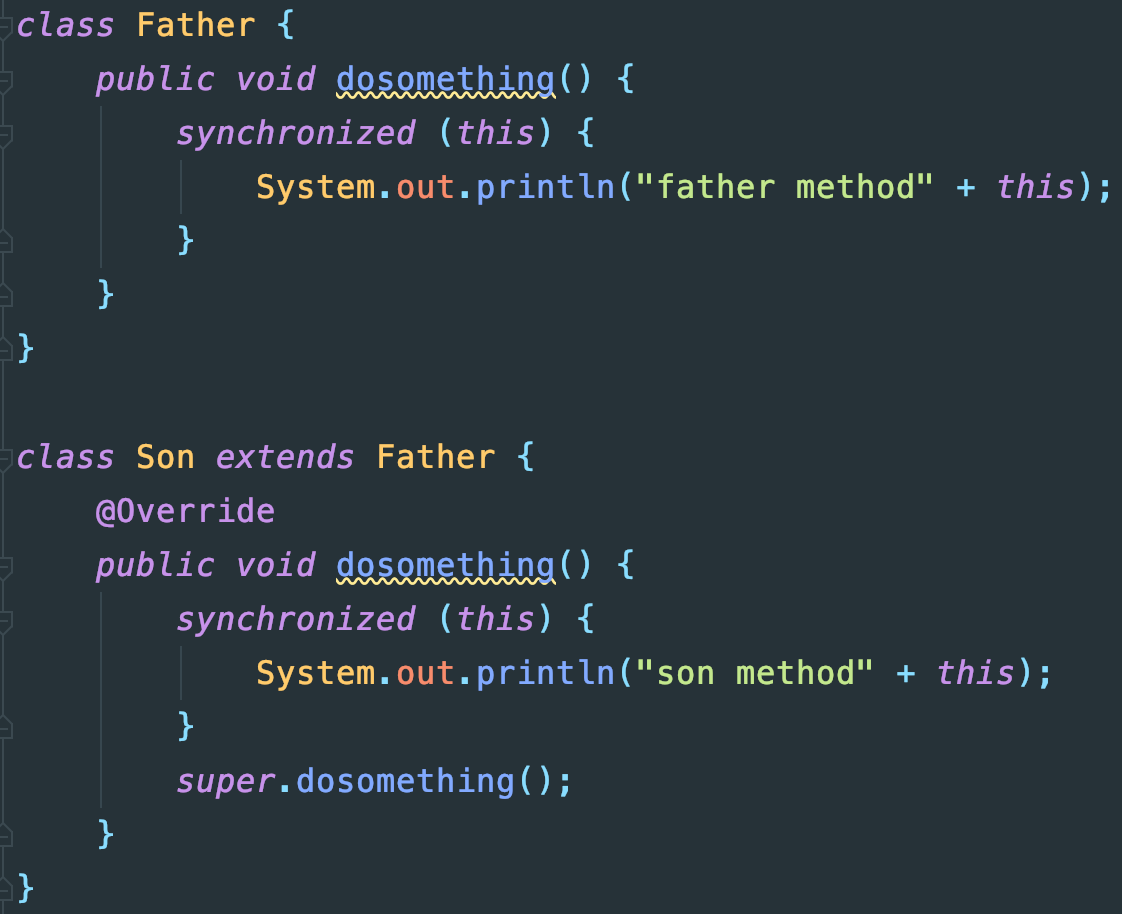 class Father {
    public void dosomething() {
        synchronized (this) {
            System.out.println("father method" + this);
        }
    }
}

class Son extends Father {
    @Override
    public void dosomething() {
        synchronized (this) {
            System.out.println("son method" + this);
        }
        super.dosomething();
    }
}